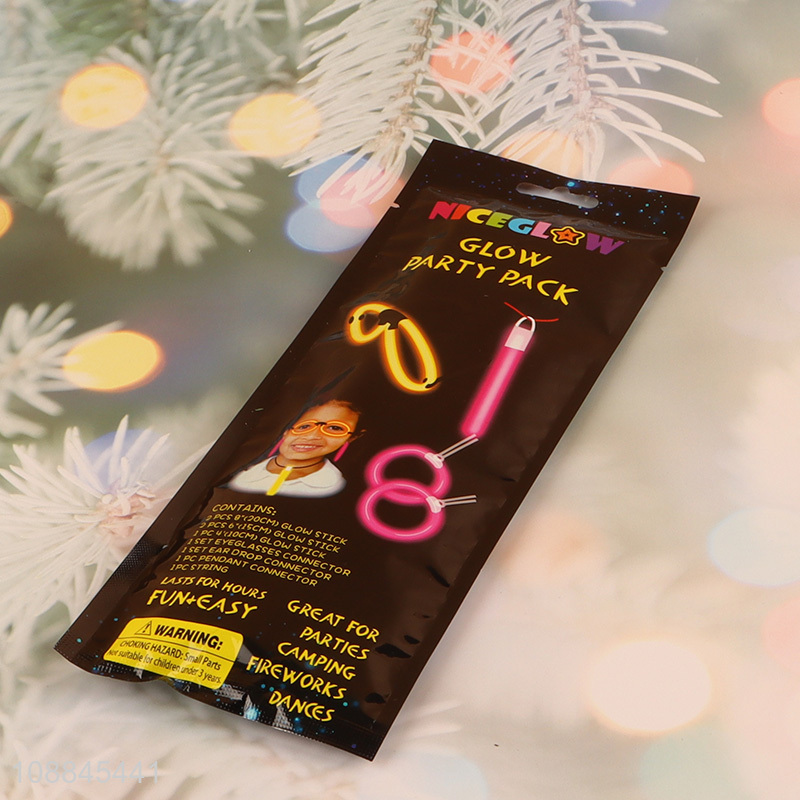 NICEGLOW
GLOW
PARTY PACK
CONTAINS:
2 PCS 8"(20CM) GLOW STICK
2 PCS 6"(15CM) GLOW STICK
1 PC 4"(10CM) GLOW STICK
1 SET EYEGLASSES CONNECTOR
1 SET EAR DROP CONNECTOR
1PC PENDANT CONNECTOR
1PC STRING
LASTS FOR HOURS
FUN+EASY
GREAT FOR
PARTIES
CAMPING
FIREWORKS
DANCES
WARNING:
CHOKING HAZARD: Small Parts
Not suitable for children under 3 years.
108645441